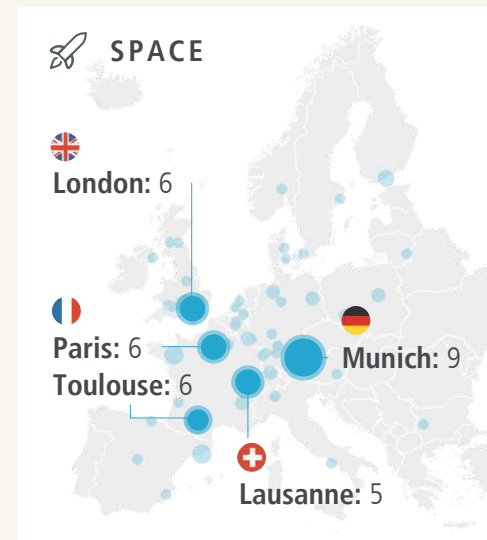 SPACE
London: 6
Paris: 6
Toulouse: 6
Munich: 9
Lausanne: 5